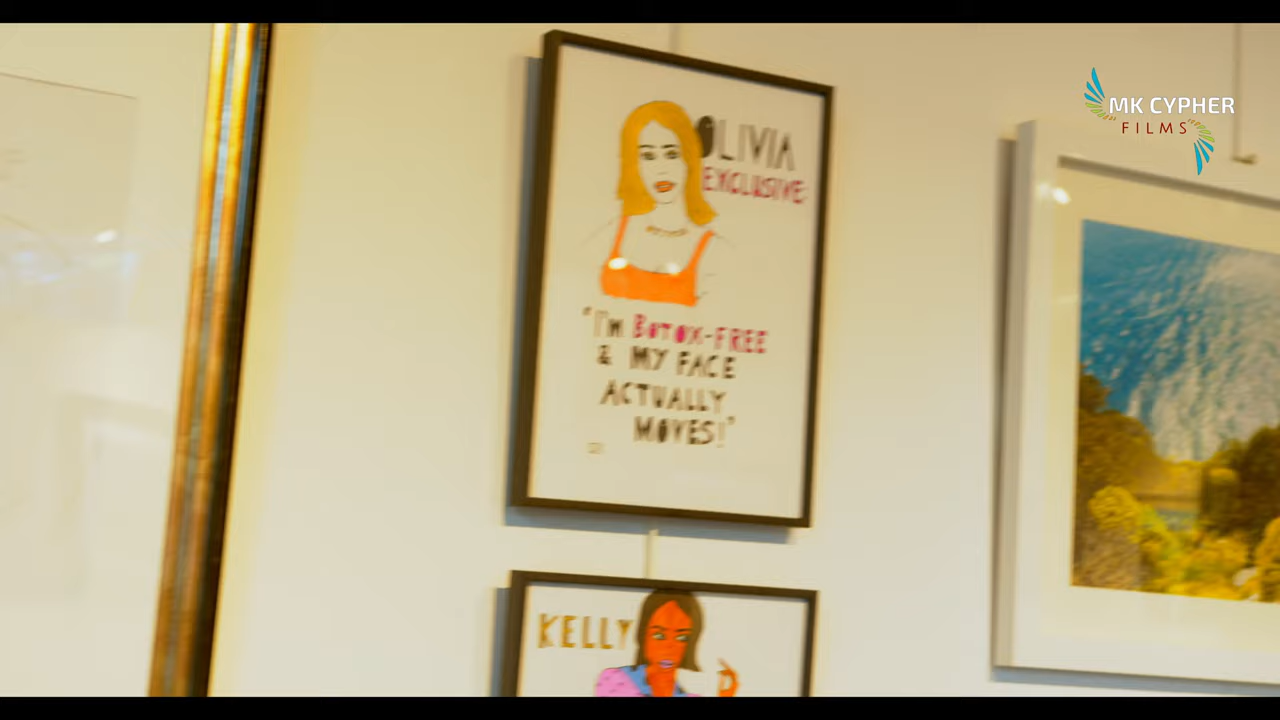 MK CYPHER
FILMS
OLIVIA
EXCLUSIVE
"I'M BOTOX-FREE
& MY FACE
ACTUALLY
MOVES!"
KELLY